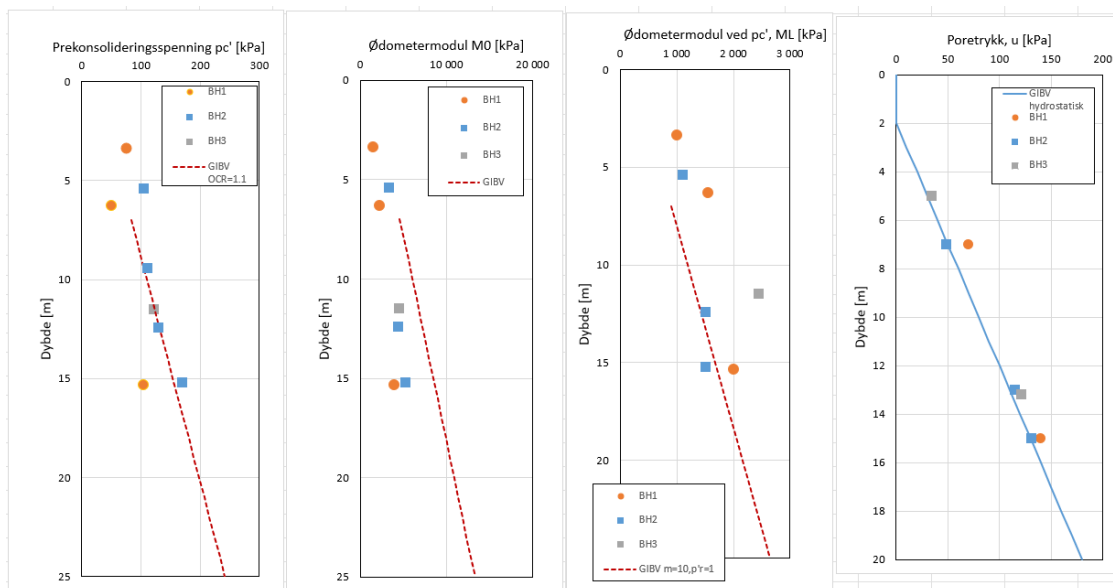 Prekonsolideringsspenning pc' [kPa]
0 100 200 300
0
5
10
15
20
25
Dybde [m]
BH1
BH2
BH3
GIBV
OCR=1.1
Ødometermodul M0 [kPa]
0 10 000 20 000
0
5
10
15
20
25
Dybde [m]
BH1
BH2
BH3
GIBV
Ødometermodul ved pc', ML [kPa]
0 1 000 2 000 3 000
0
5
10
15
20
Dybde [m]
BH1
BH2
BH3
GIBV m=10,p'r=1
Poretrykk, u [kPa]
0 50 100 150 200
0
2
4
6
8
10
12
14
16
18
20
Dybde [m]
GIBV
hydrostatisk
BH1
BH2
BH3